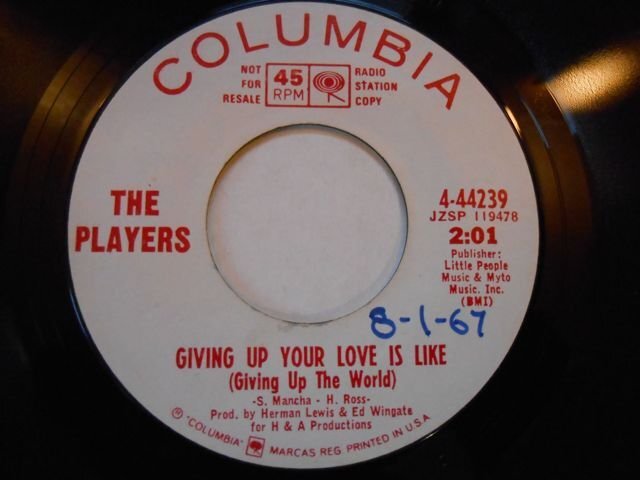 COLUMBIA
NOT FOR RESALE
45 RPM
RADIO STATION COPY
THE
PLAYERS
4-44239
JZSP 119478
2:01
Publisher:
Little People
Music & Myto
Music. Inc.
(BMI)
8-1-67
GIVING UP YOUR LOVE IS LIKE
(Giving Up The World)
-S. Mancha - H. Ross-
Prod. by Herman Lewis & Ed Wingate
for H & A Productions
Ⓡ "COLUMBIA" MARCAS REG. PRINTED IN U.S.A.